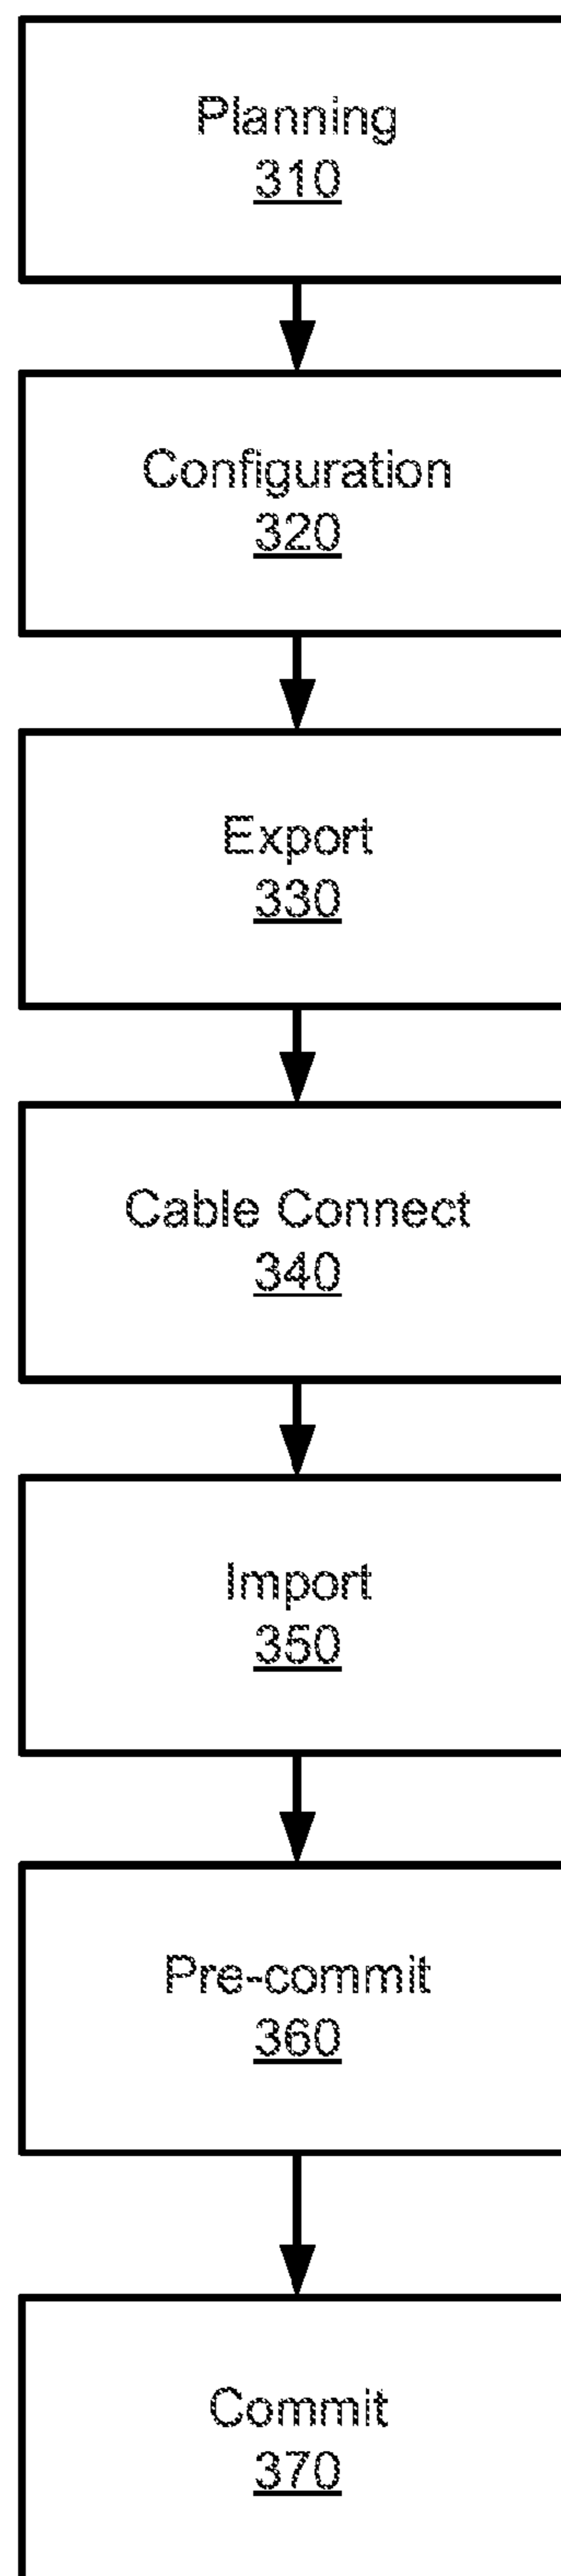 Planning
310
Configuration
320
Export
330
Cable Connect
340
Import
350
Pre-commit
360
Commit
370